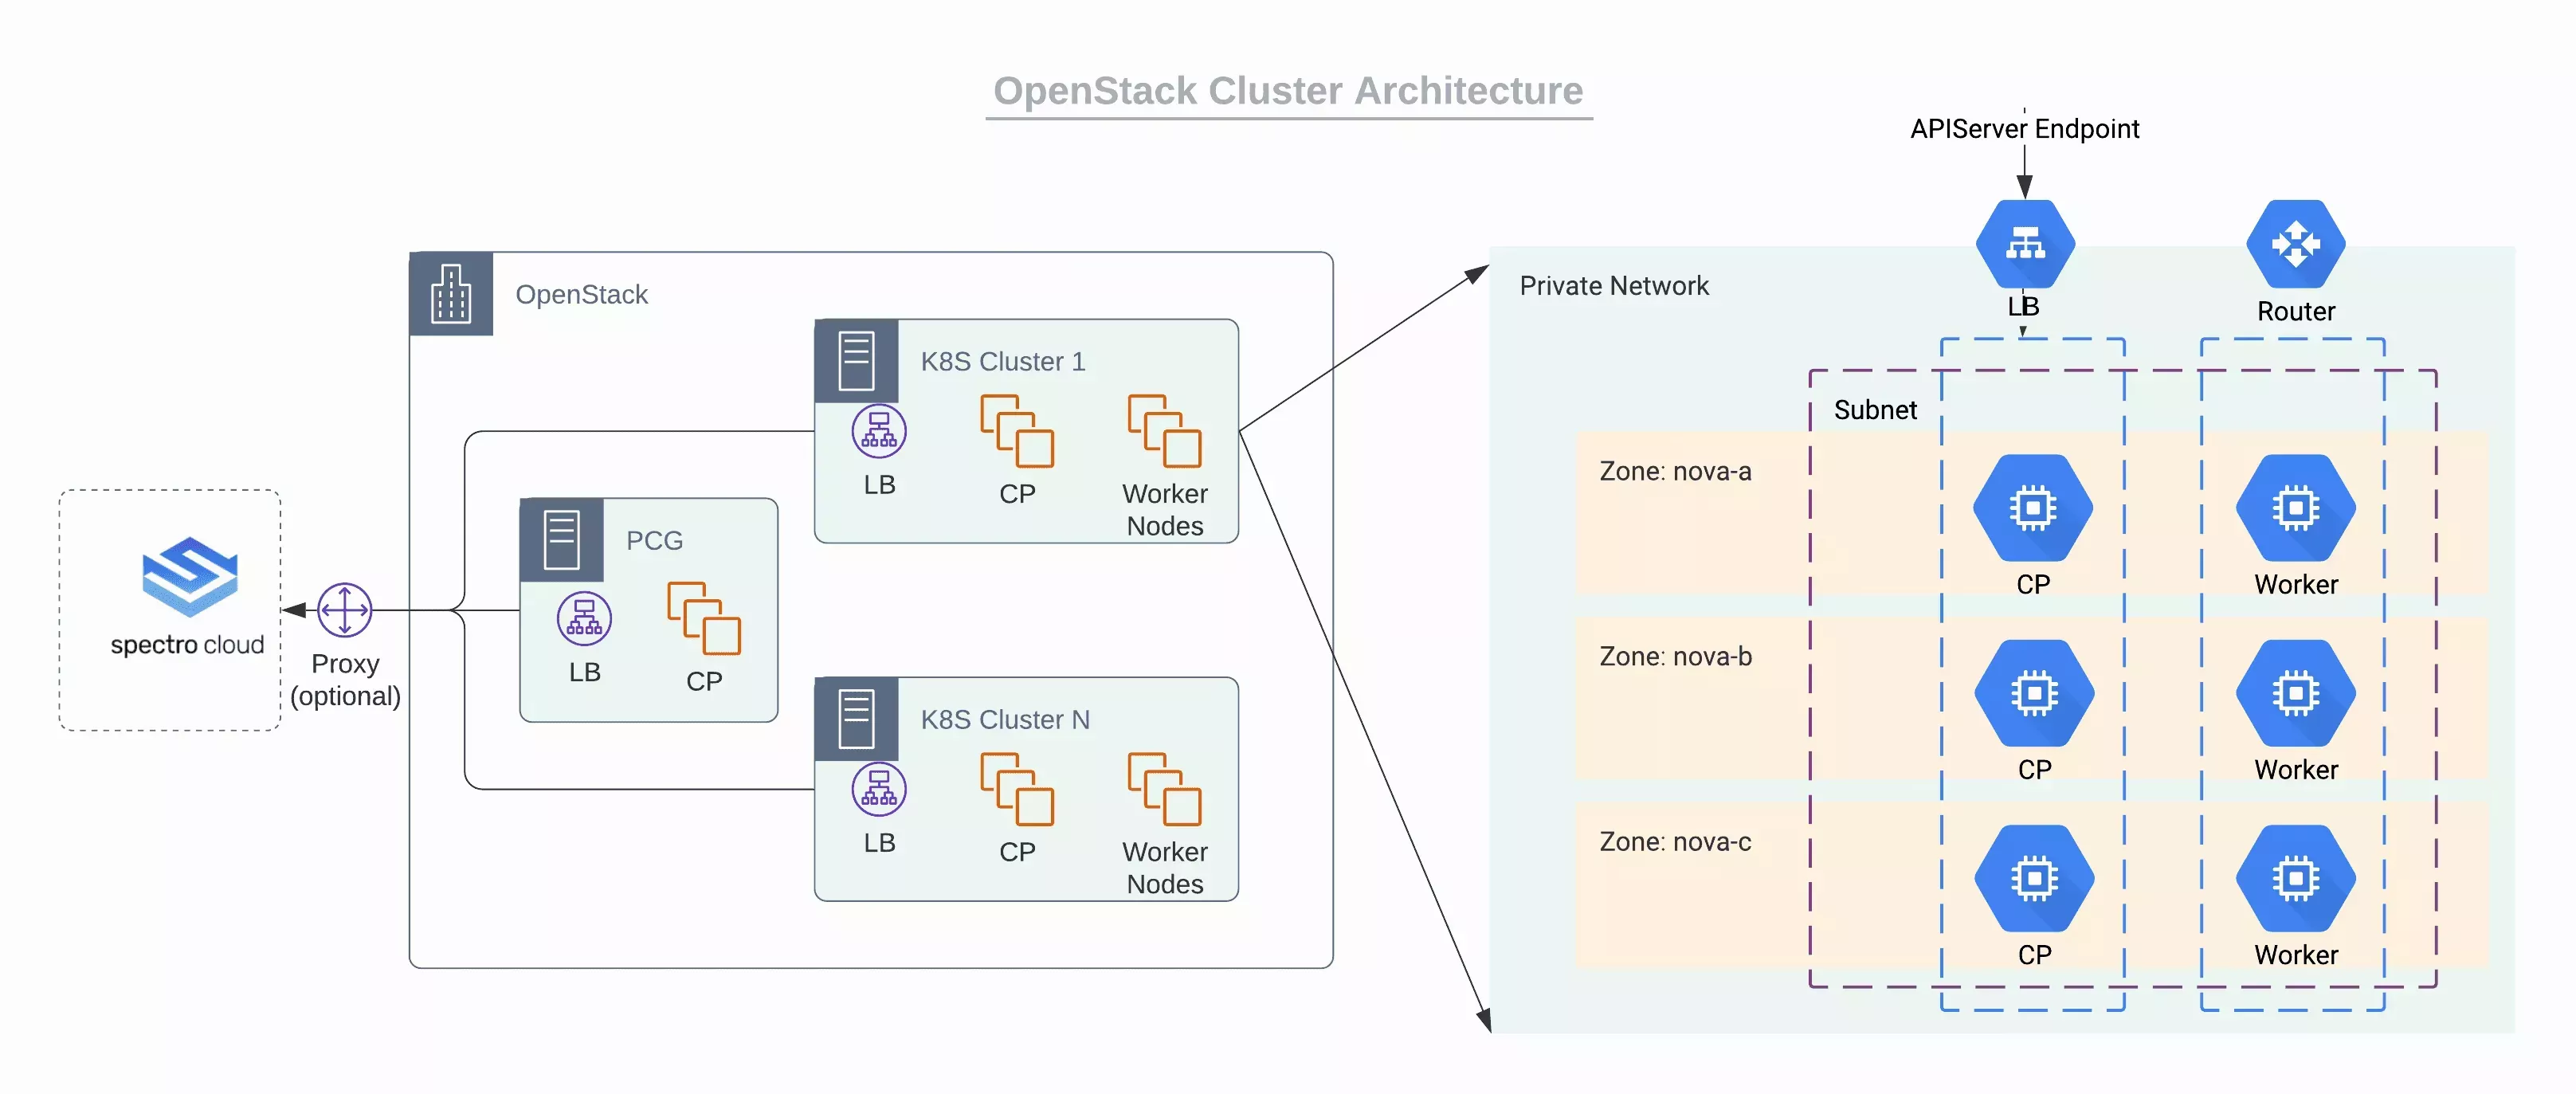 OpenStack Cluster Architecture
spectro cloud
Proxy
(optional)
OpenStack
PCG
LB
CP
K8S Cluster 1
LB
CP
Worker
Nodes
K8S Cluster N
LB
CP
Worker
Nodes
APIServer Endpoint
Private Network
LB
Router
Subnet
Zone: nova-a
CP
Worker
Zone: nova-b
CP
Worker
Zone: nova-c
CP
Worker